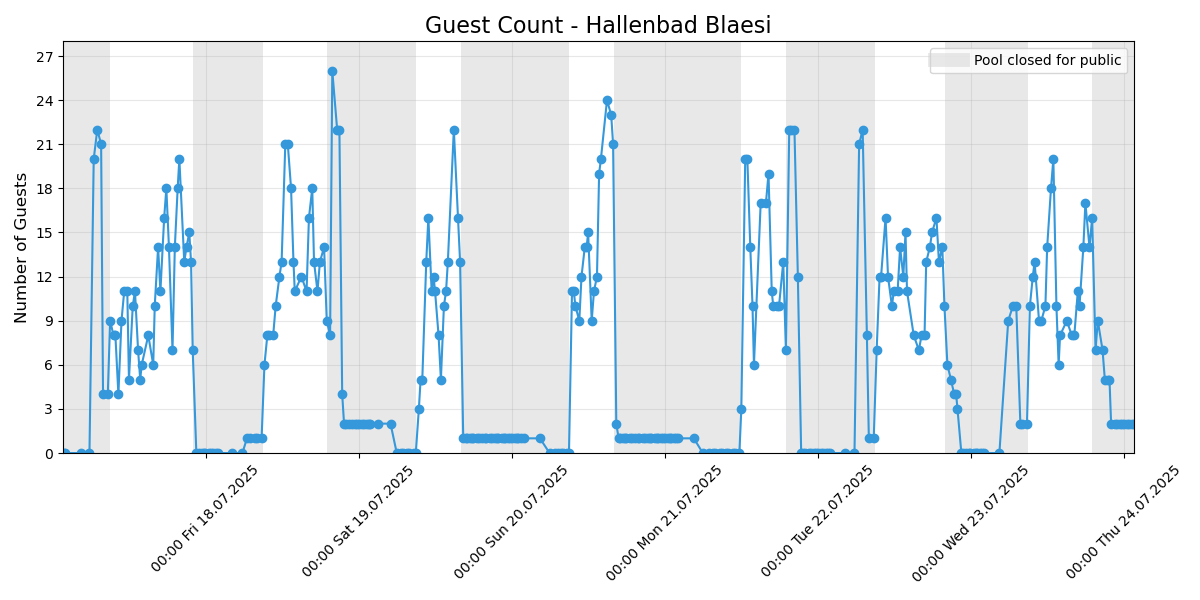 Guest Count - Hallenbad Blaesi
Pool closed for public
Number of Guests
27
24
21
18
15
12
9
6
3
0
00:00 Fri 18.07.2025
00:00 Sat 19.07.2025
00:00 Sun 20.07.2025
00:00 Mon 21.07.2025
00:00 Tue 22.07.2025
00:00 Wed 23.07.2025
00:00 Thu 24.07.2025